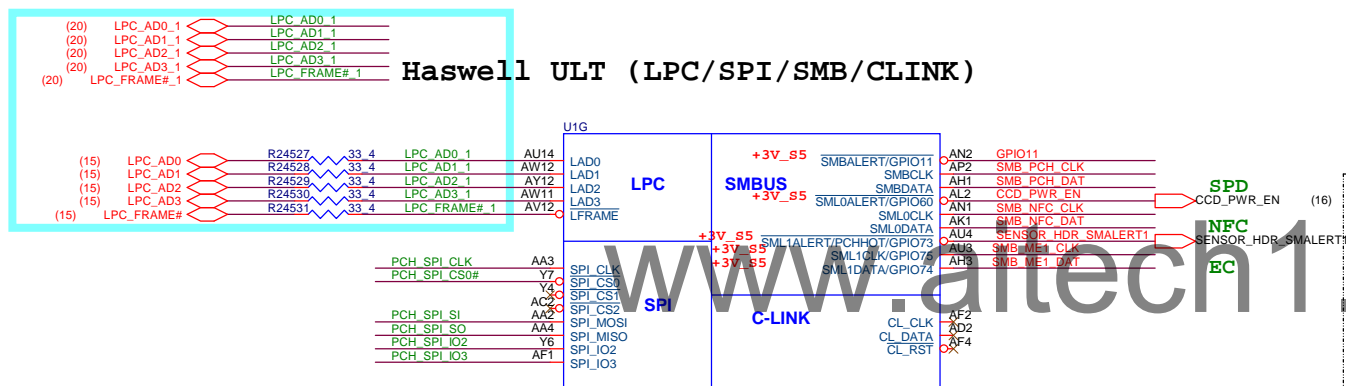 (20) LPC_AD0_1 LPC_AD0_1
(20) LPC_AD1_1 LPC_AD1_1
(20) LPC_AD2_1 LPC_AD2_1
(20) LPC_AD3_1 LPC_AD3_1
(20) LPC_FRAME#_1 LPC_FRAME#_1
Haswell ULT (LPC/SPI/SMB/CLINK)
U1G
(15) LPC_AD0 R24527 33_4 LPC_AD0_1 AU14 LAD0
(15) LPC_AD1 R24528 33_4 LPC_AD1_1 AW12 LAD1
(15) LPC_AD2 R24529 33_4 LPC_AD2_1 AY12 LAD2
(15) LPC_AD3 R24530 33_4 LPC_AD3_1 AW11 LAD3
(15) LPC_FRAME# R24531 33_4 LPC_FRAME#_1 AV12 LFRAME
LPC
SMBUS
+3V_S5 SMBALERT/GPIO11 AN2 GPIO11
SMBCLK AP2 SMB_PCH_CLK
SMBDATA AH1 SMB_PCH_DAT
SPD
+3V_S5 SML0ALERT/GPIO60 AL2 CCD_PWR_EN CCD_PWR_EN (16)
SML0CLK AN1 SMB_NFC_CLK
SML0DATA AK1 SMB_NFC_DAT
NFC
+3V_S5 SML1ALERT/PCHHOT/GPIO73 AU4 SENSOR_HDR_SMALERT1 SENSOR_HDR_SMALERT1
+3V_S5 SML1CLK/GPIO75 AU3 SMB_ME1_CLK
+3V_S5 SML1DATA/GPIO74 AH3 SMB_ME1_DAT
EC
PCH_SPI_CLK AA3 SPI_CLK
PCH_SPI_CS0# Y7 SPI_CS0
Y4 SPI_CS1
AC2 SPI_CS2
PCH_SPI_SI AA2 SPI_MOSI
PCH_SPI_SO AA4 SPI_MISO
PCH_SPI_IO2 Y6 SPI_IO2
PCH_SPI_IO3 AF1 SPI_IO3
SPI
C-LINK
CL_CLK AF2
CL_DATA AD2
CL_RST AF4
www.aitech1.